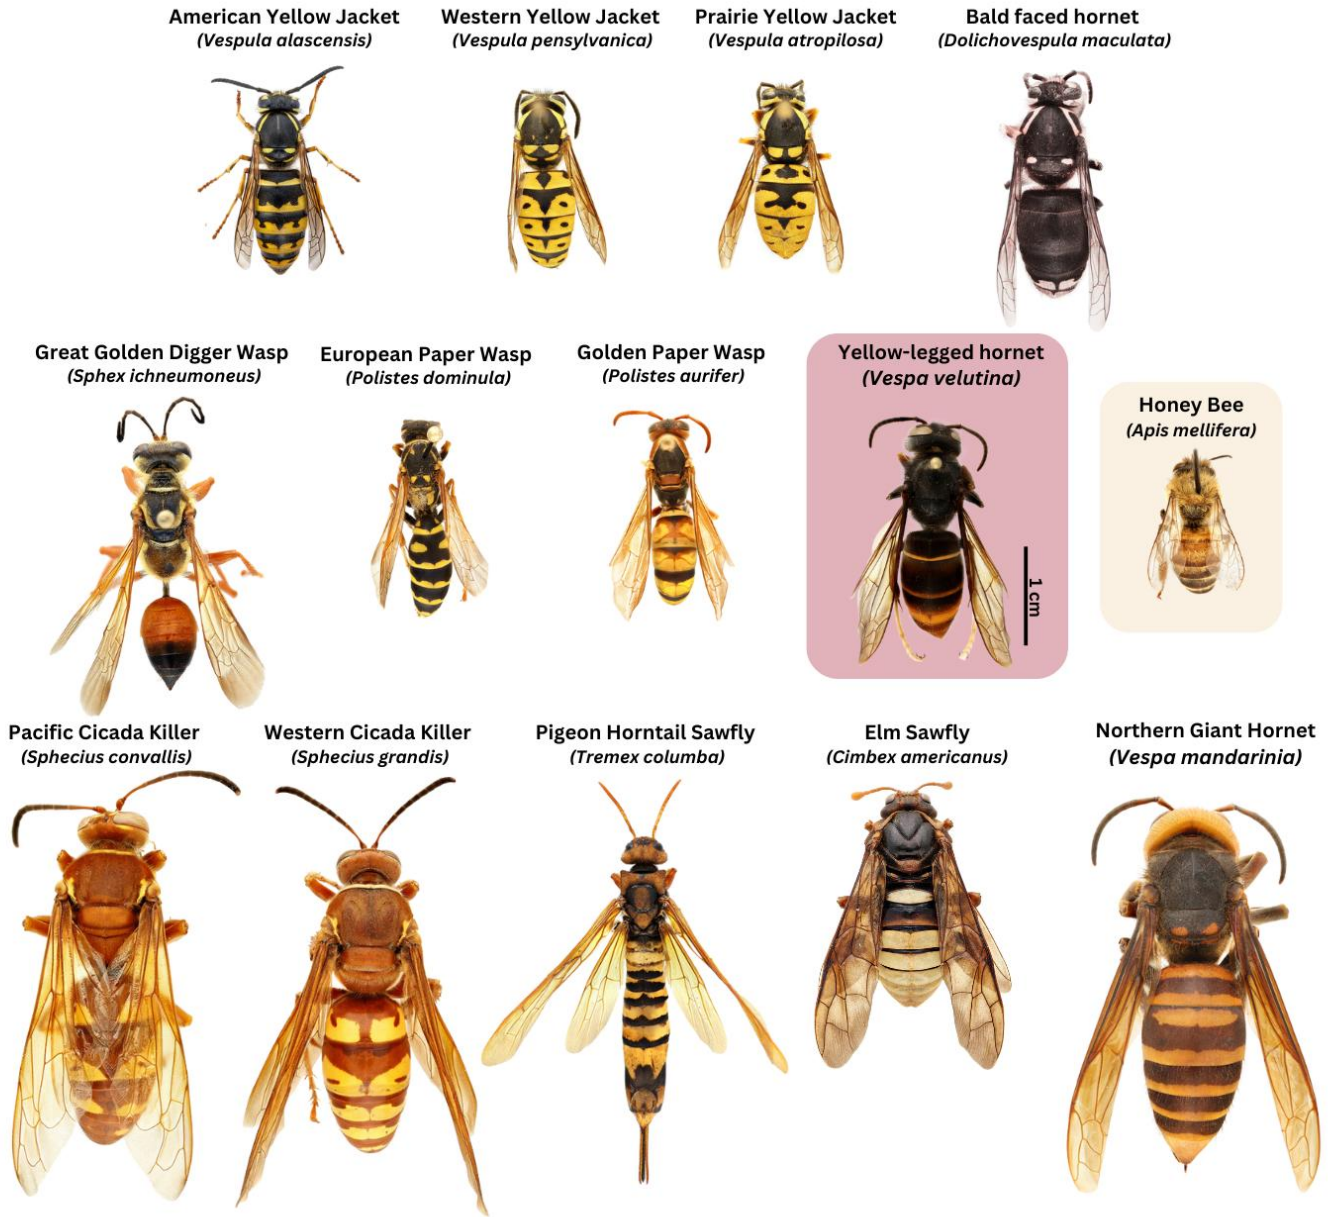 American Yellow Jacket
(Vespula alascensis)
Western Yellow Jacket
(Vespula pensylvanica)
Prairie Yellow Jacket
(Vespula atropilosa)
Bald faced hornet
(Dolichovespula maculata)
Great Golden Digger Wasp
(Sphex ichneumoneus)
European Paper Wasp
(Polistes dominula)
Golden Paper Wasp
(Polistes aurifer)
Yellow-legged hornet
(Vespa velutina)
1 cm
Honey Bee
(Apis mellifera)
Pacific Cicada Killer
(Sphecius convallis)
Western Cicada Killer
(Sphecius grandis)
Pigeon Horntail Sawfly
(Tremex columba)
Elm Sawfly
(Cimbex americanus)
Northern Giant Hornet
(Vespa mandarinia)